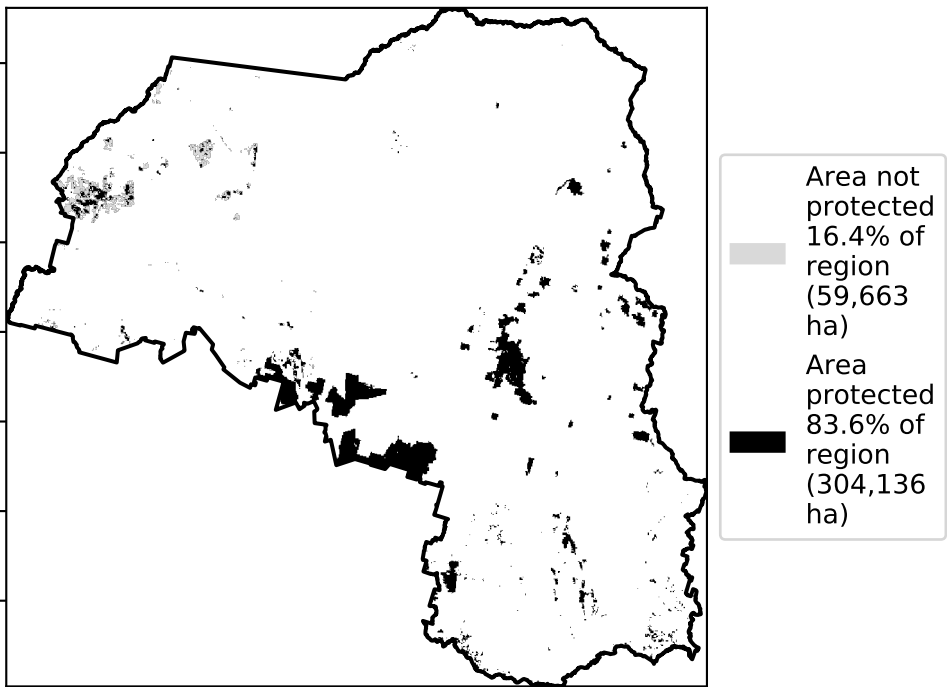 Area not
protected
16.4% of
region
(59,663
ha)
Area
protected
83.6% of
region
(304,136
ha)